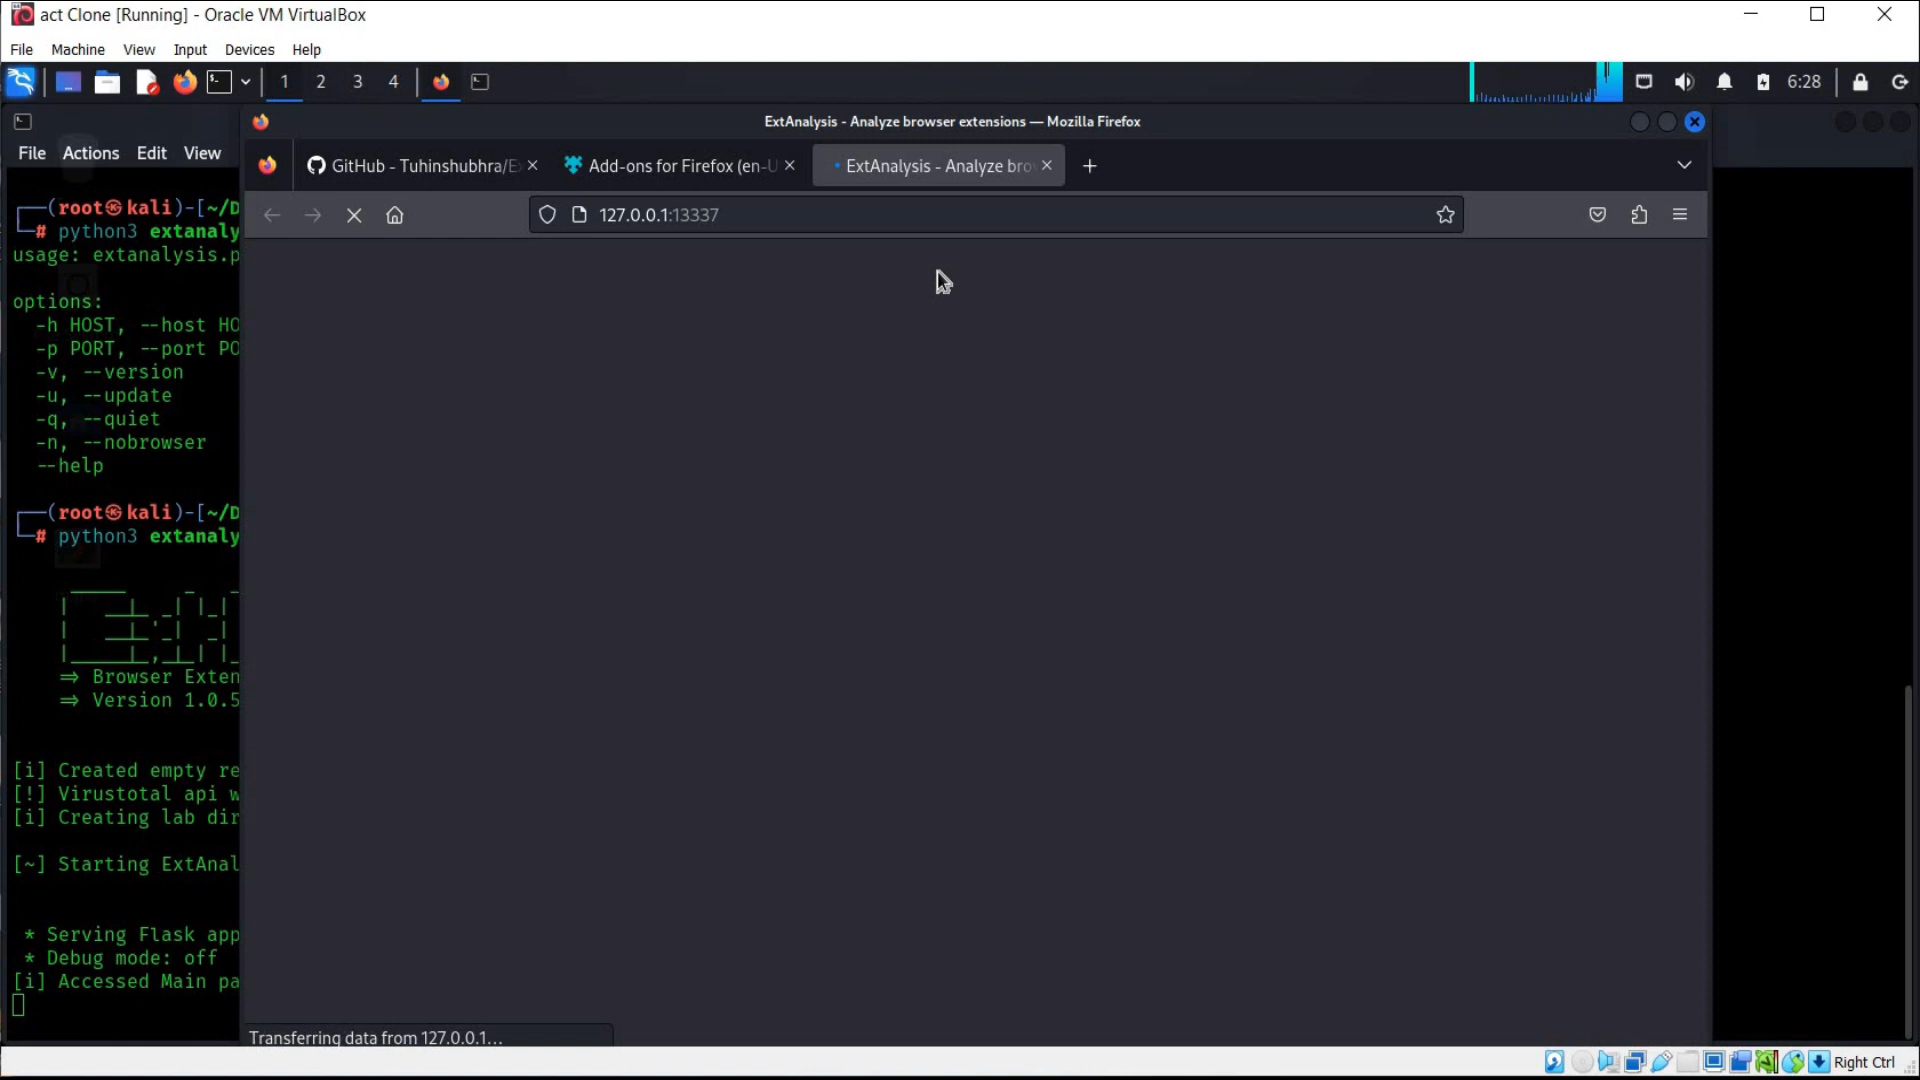 act Clone [Running] - Oracle VM VirtualBox
File Machine View Input Devices Help
1 2 3 4 6:28
ExtAnalysis - Analyze browser extensions — Mozilla Firefox
File Actions Edit View
GitHub - Tuhinshubhra/E
Add-ons for Firefox (en-U
ExtAnalysis - Analyze bro
127.0.0.1:13337
(root㉿kali)-[~/D
# python3 extanaly
usage: extanalysis.p
options:
-h HOST, --host HO
-p PORT, --port PO
-v, --version
-u, --update
-q, --quiet
-n, --nobrowser
--help
(root㉿kali)-[~/D
# python3 extanaly
=> Browser Exten
=> Version 1.0.5
[i] Created empty re
[!] Virustotal api w
[i] Creating lab dir
[~] Starting ExtAnal
* Serving Flask app
* Debug mode: off
[i] Accessed Main pa
Transferring data from 127.0.0.1...
Right Ctrl